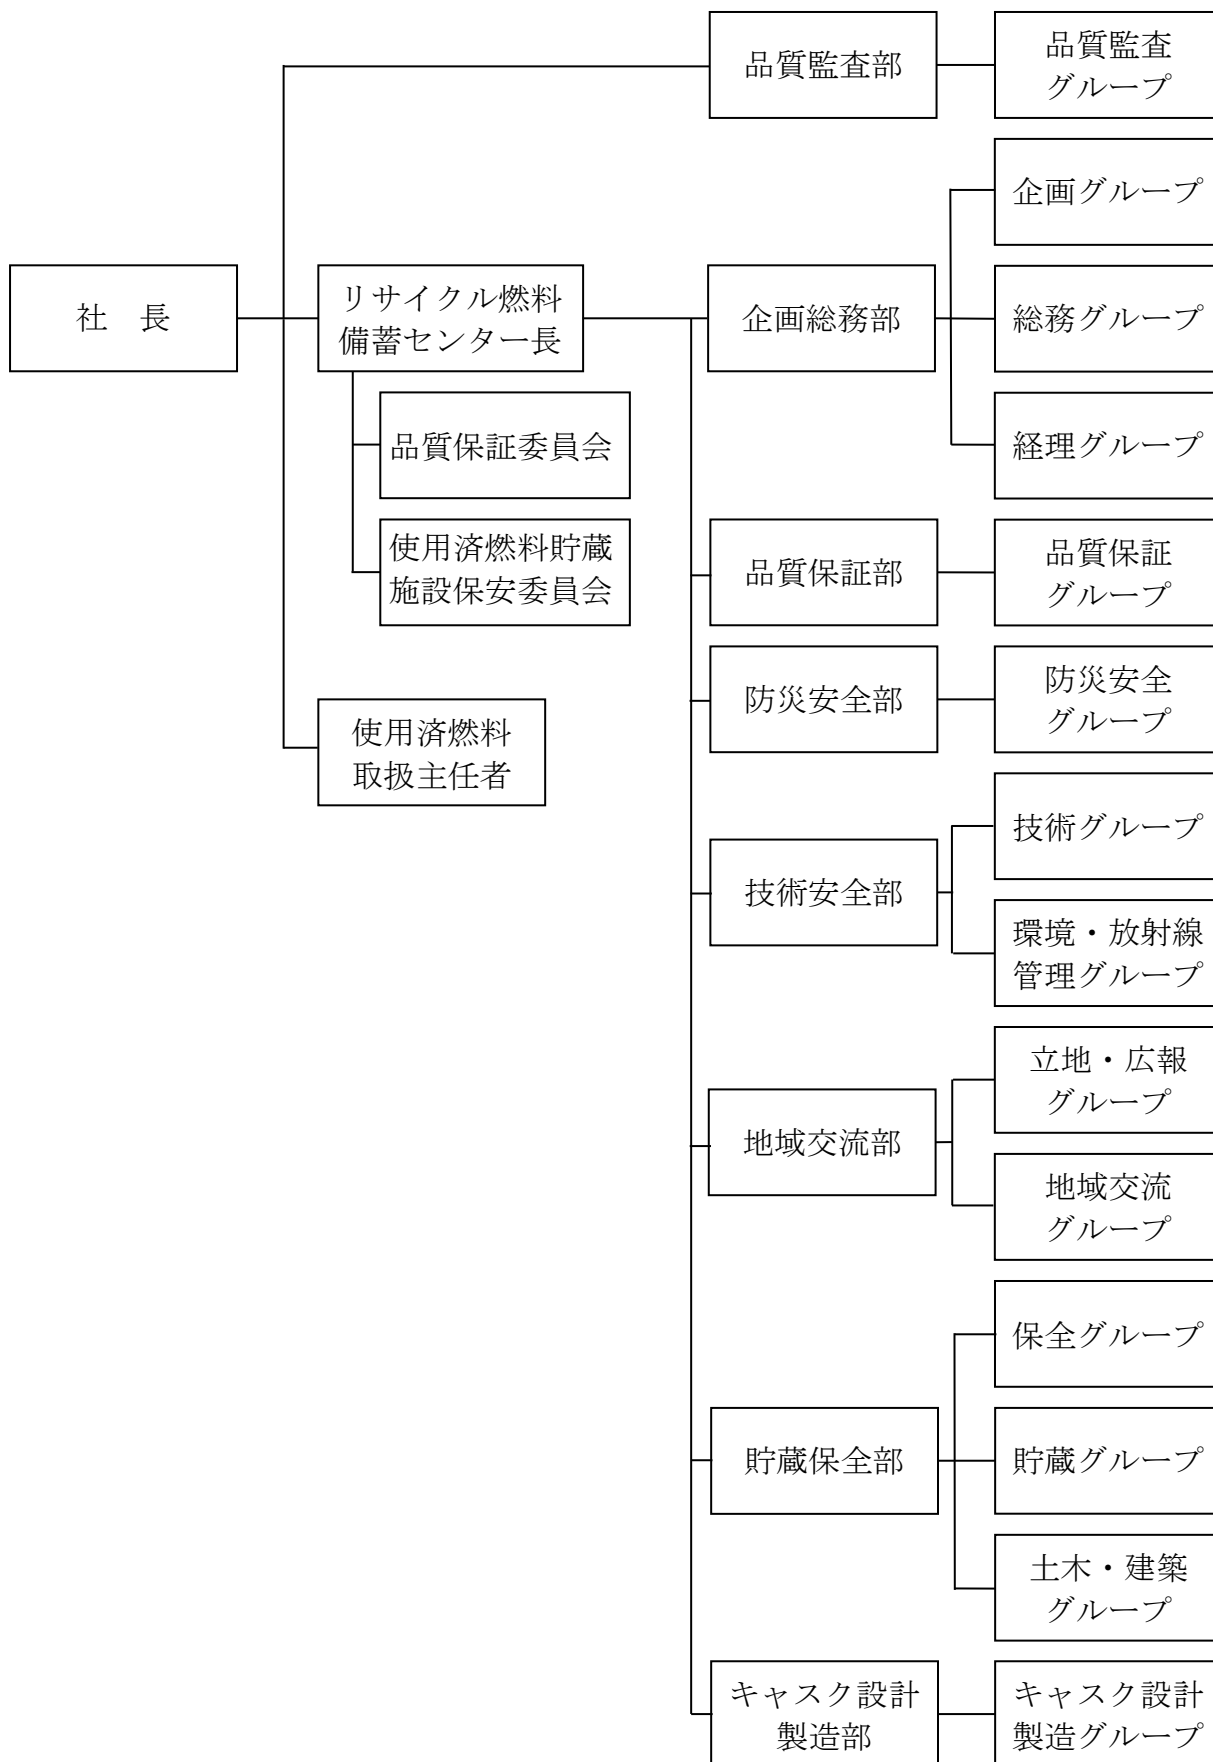 品質監査部
品質監査
グループ
企画グループ
社　長
リサイクル燃料
備蓄センター長
企画総務部
総務グループ
品質保証委員会
経理グループ
使用済燃料貯蔵
施設保安委員会
品質保証部
品質保証
グループ
防災安全部
防災安全
グループ
使用済燃料
取扱主任者
技術グループ
技術安全部
環境・放射線
管理グループ
立地・広報
グループ
地域交流部
地域交流
グループ
保全グループ
貯蔵保全部
貯蔵グループ
土木・建築
グループ
キャスク設計
製造部
キャスク設計
製造グループ